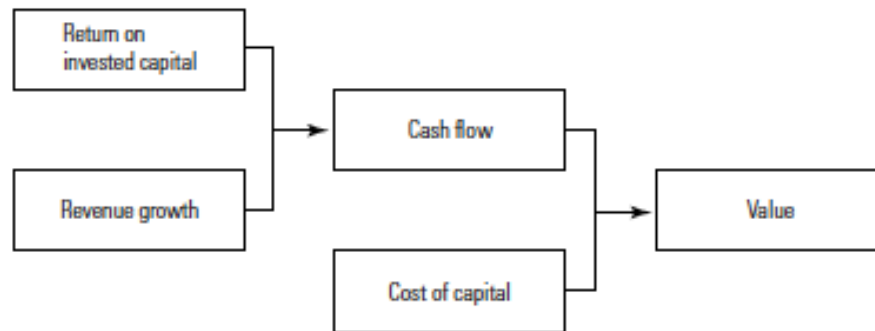 Return on
invested capital
Cash flow
Revenue growth
Value
Cost of capital